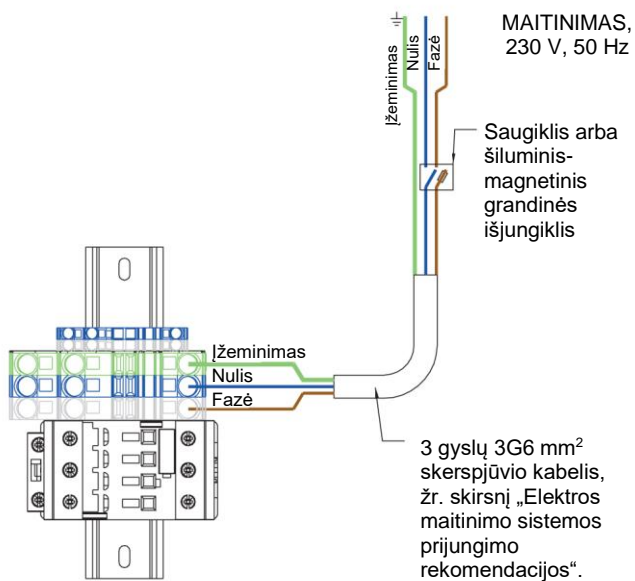 MAITINIMAS,
230 V, 50 Hz
Įžeminimas
Nulis
Fazė
Saugiklis arba
šiluminis-
magnetinis
grandinės
išjungiklis
Įžeminimas
Nulis
Fazė
3 gyslų 3G6 mm²
skerspjūvio kabelis,
žr. skirsnį „Elektros
maitinimo sistemos
prijungimo
rekomendacijos“.